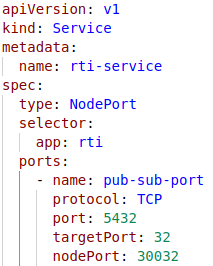 apiVersion: v1
kind: Service
metadata:
  name: rti-service
spec:
  type: NodePort
  selector:
    app: rti
  ports:
    - name: pub-sub-port
      protocol: TCP
      port: 5432
      targetPort: 32
      nodePort: 30032